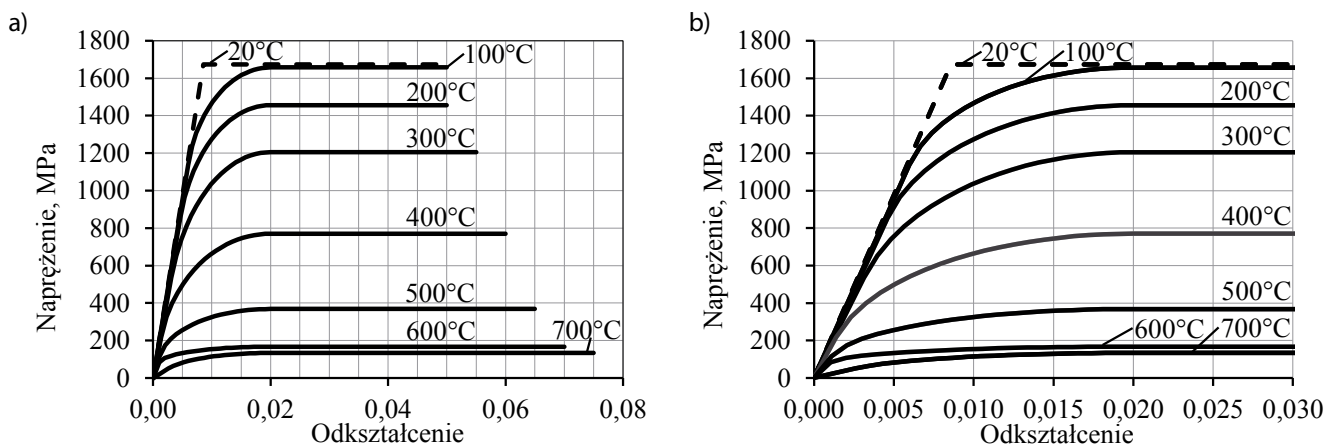 a)
Naprężenie, MPa
1800
1600
1400
1200
1000
800
600
400
200
0
20°C
100°C
200°C
300°C
400°C
500°C
600°C
700°C
0,00 0,02 0,04 0,06 0,08
Odkształcenie
b)
Naprężenie, MPa
1800
1600
1400
1200
1000
800
600
400
200
0
20°C
100°C
200°C
300°C
400°C
500°C
600°C
700°C
0,000 0,005 0,010 0,015 0,020 0,025 0,030
Odkształcenie